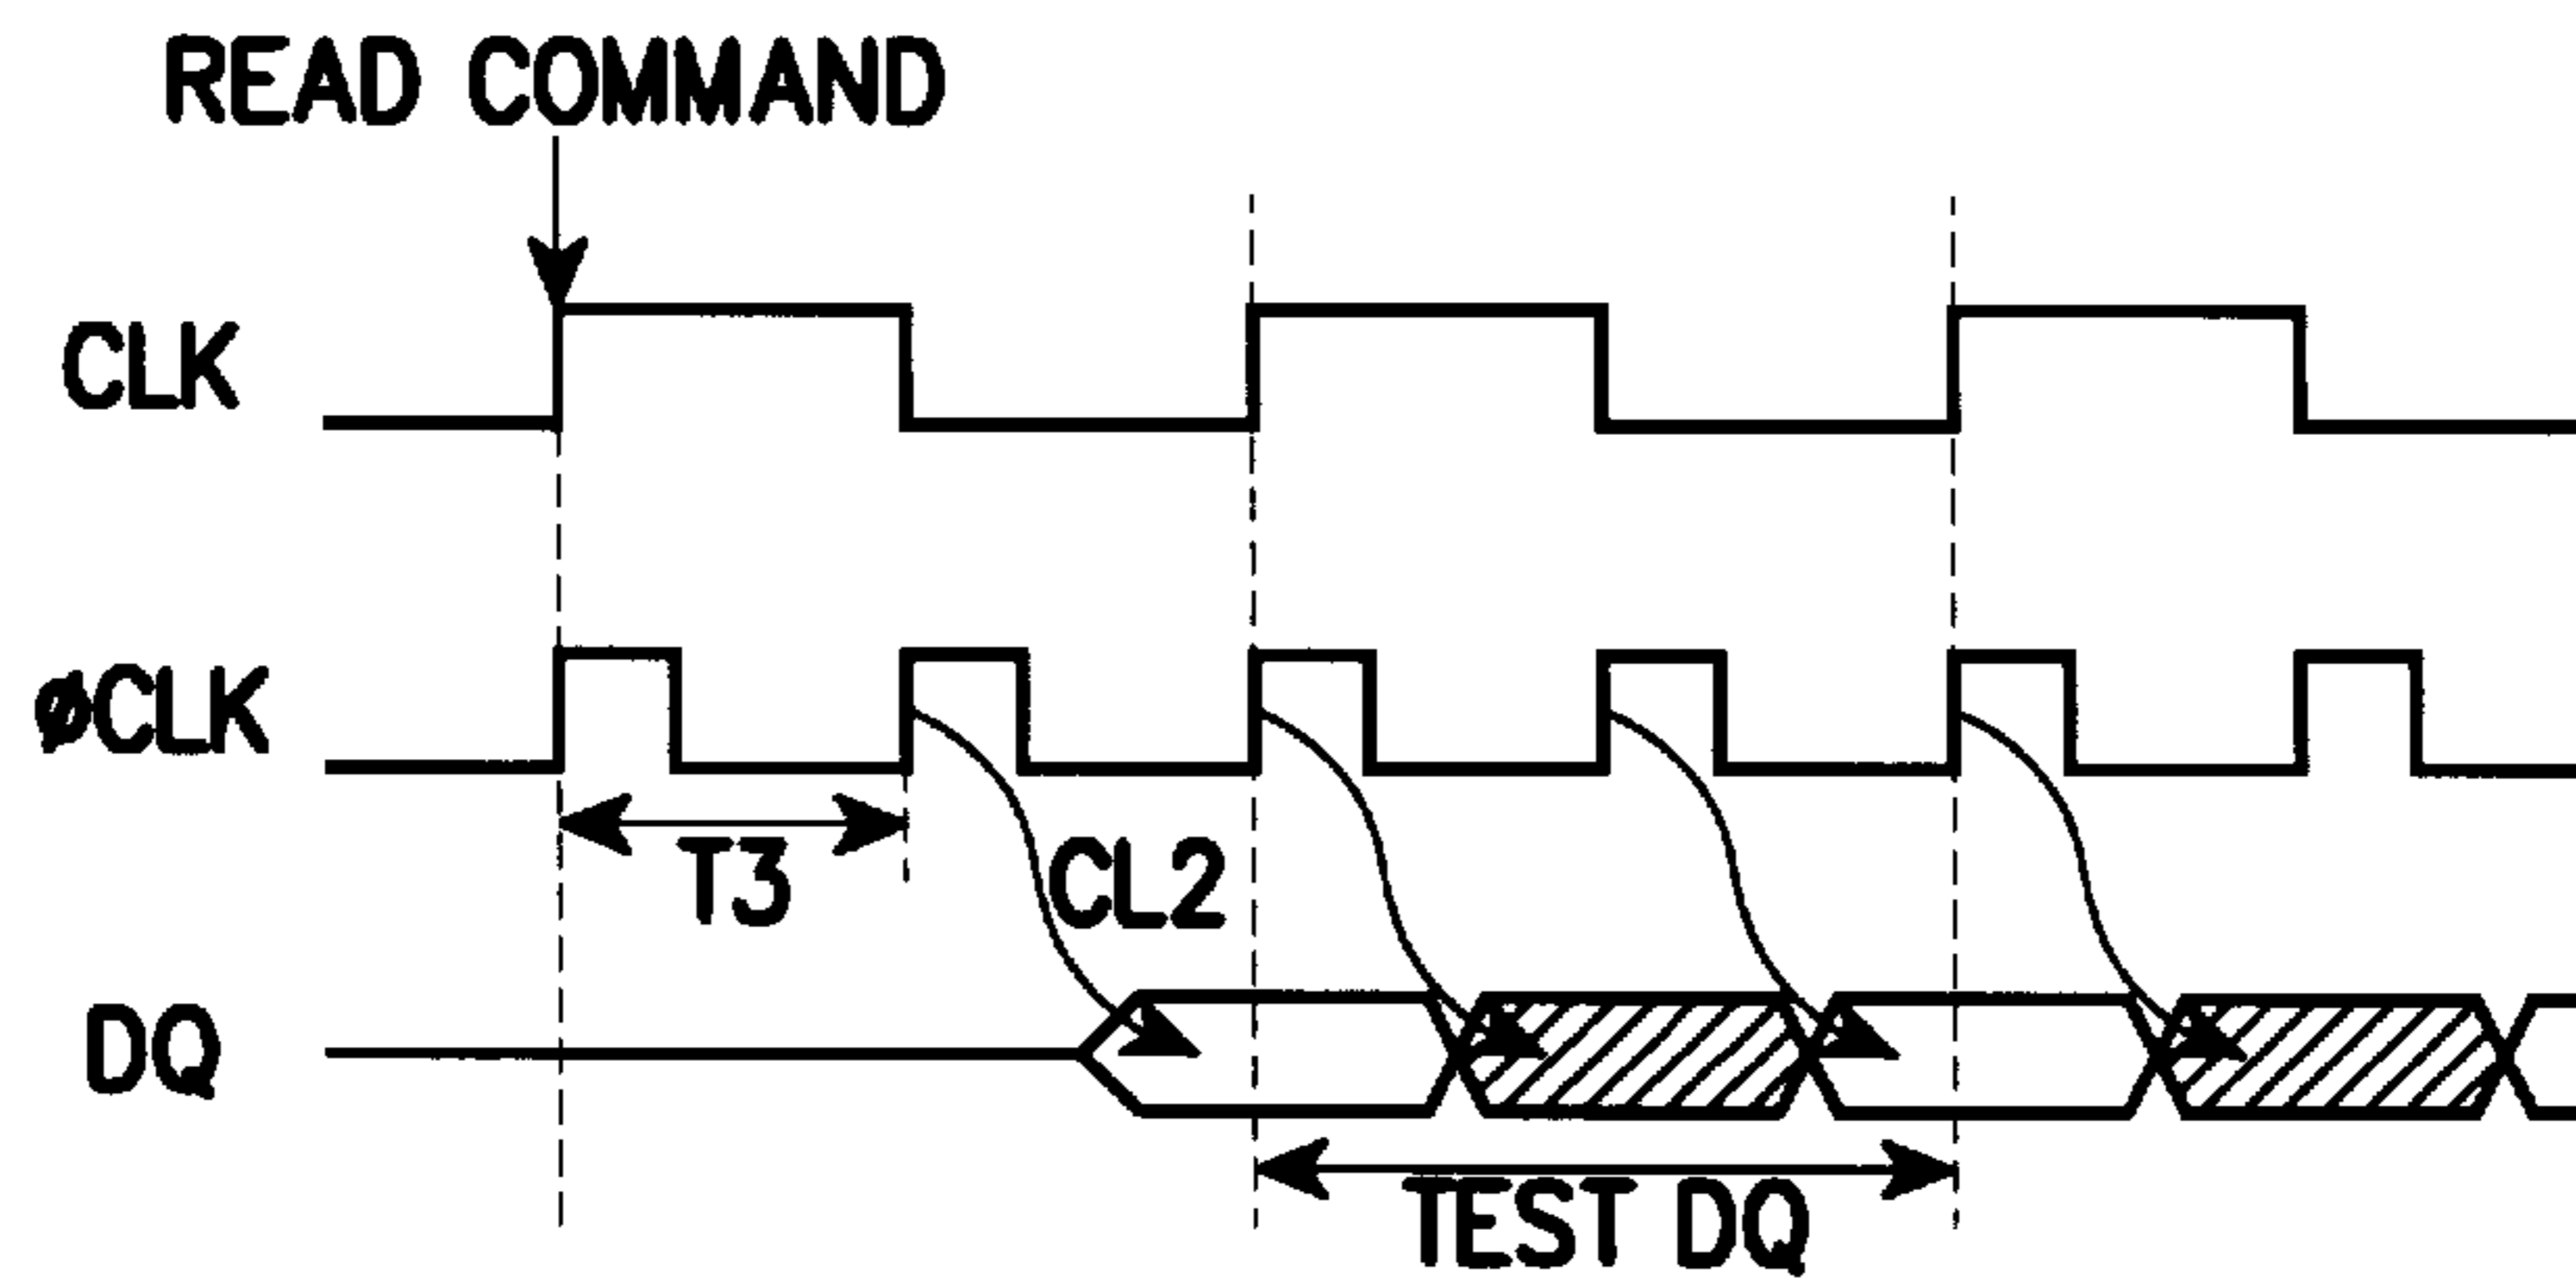 READ COMMAND
CLK
øCLK
T3
CL2
DQ
TEST DQ